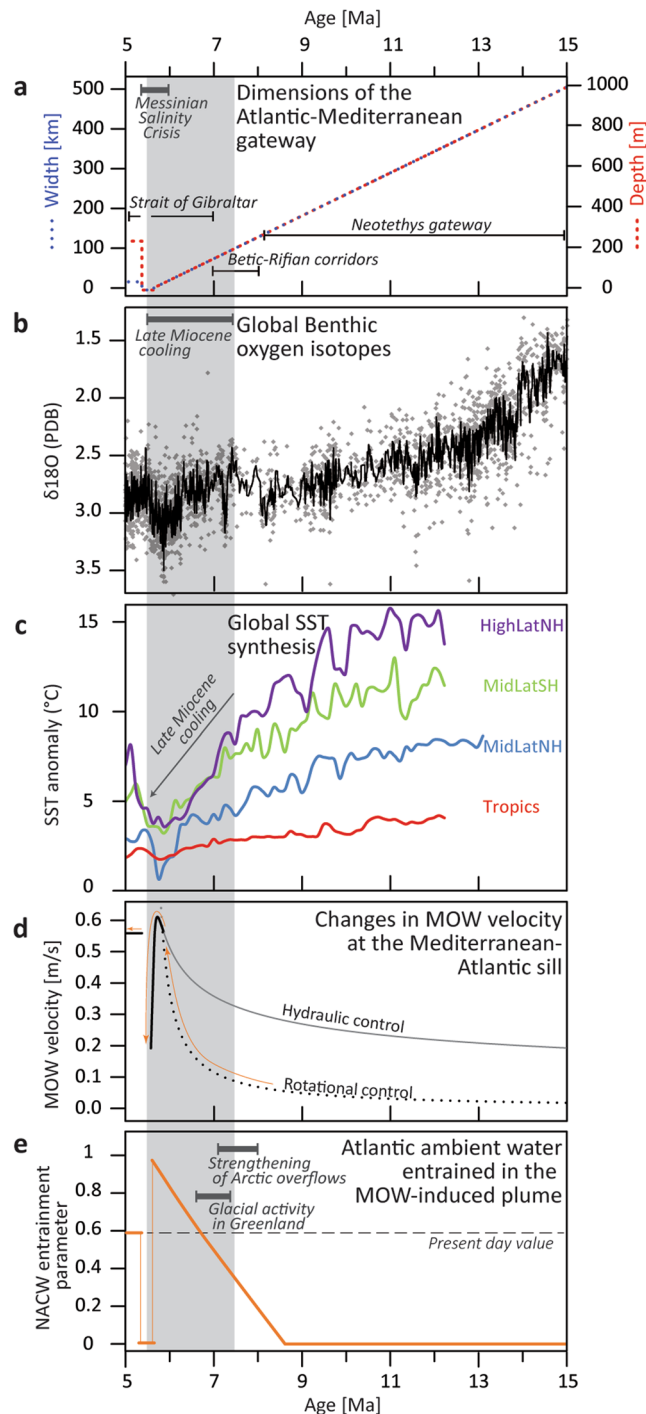 Age [Ma]
5 7 9 11 13 15
a
500
400
300
200
100
0
Width [km]
1000
800
600
400
200
0
Depth [m]
Messinian
Salinity
Crisis
Dimensions of the
Atlantic-Mediterranean
gateway
Strait of Gibraltar
Neotethys gateway
Betic-Rifian corridors
b
1.5
2.0
2.5
3.0
3.5
δ18O (PDB)
Late Miocene
cooling
Global Benthic
oxygen isotopes
c
15
10
5
0
SST anomaly (°C)
Global SST
synthesis
Late Miocene
cooling
HighLatNH
MidLatSH
MidLatNH
Tropics
d
0.6
0.5
0.4
0.3
0.2
0.1
0.0
MOW velocity [m/s]
Changes in MOW velocity
at the Mediterranean-
Atlantic sill
Hydraulic control
Rotational control
e
1
0.8
0.6
0.4
0.2
0
NACW entrainment
parameter
Strengthening
of Arctic overflows
Glacial activity
in Greenland
Atlantic ambient water
entrained in the
MOW-induced plume
Present day value
5 7 9 11 13 15
Age [Ma]